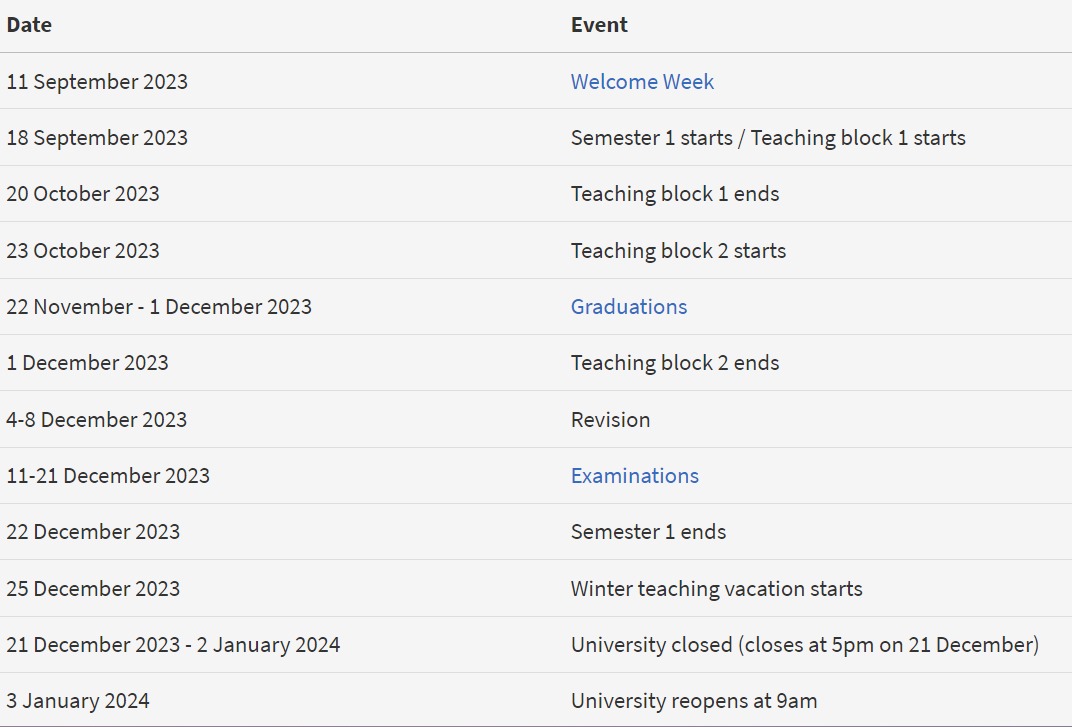 Date Event
11 September 2023 Welcome Week
18 September 2023 Semester 1 starts / Teaching block 1 starts
20 October 2023 Teaching block 1 ends
23 October 2023 Teaching block 2 starts
22 November - 1 December 2023 Graduations
1 December 2023 Teaching block 2 ends
4-8 December 2023 Revision
11-21 December 2023 Examinations
22 December 2023 Semester 1 ends
25 December 2023 Winter teaching vacation starts
21 December 2023 - 2 January 2024 University closed (closes at 5pm on 21 December)
3 January 2024 University reopens at 9am